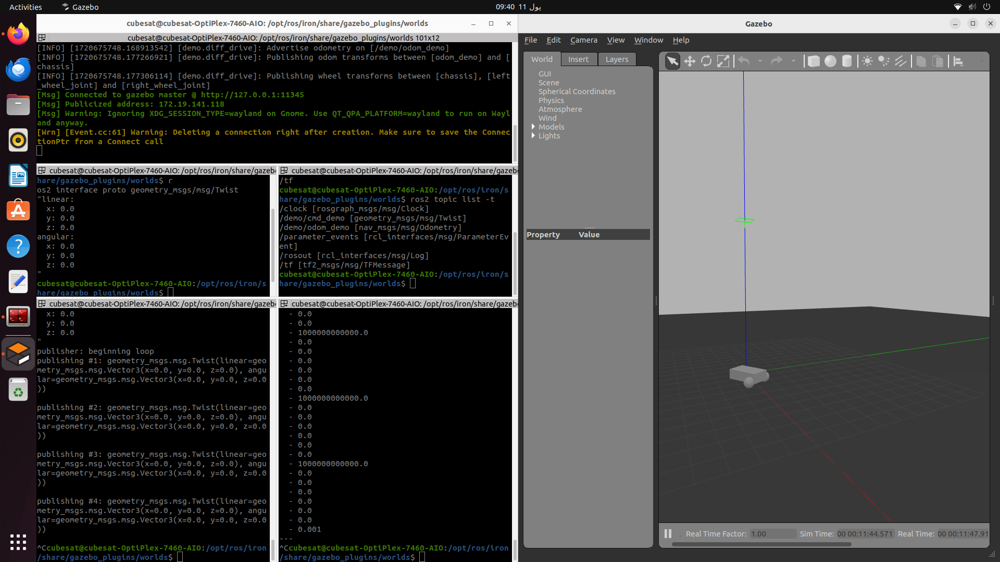 Activities
Gazebo
09:40 11 يول
cubesat@cubesat-OptiPlex-7460-AIO: /opt/ros/iron/share/gazebo_plugins/worlds
cubesat@cubesat-OptiPlex-7460-AIO: /opt/ros/iron/share/gazebo_plugins/worlds 101x12
[INFO] [1720675748.168913542] [demo.diff_drive]: Advertise odometry on [/demo/odom_demo]
[INFO] [1720675748.177266921] [demo.diff_drive]: Publishing odom transforms between [odom_demo] and [
chassis]
[INFO] [1720675748.177306114] [demo.diff_drive]: Publishing wheel transforms between [chassis], [left
_wheel_joint] and [right_wheel_joint]
[Msg] Connected to gazebo master @ http://127.0.0.1:11345
[Msg] Publicized address: 172.19.141.118
[Msg] Warning: Ignoring XDG_SESSION_TYPE=wayland on Gnome. Use QT_QPA_PLATFORM=wayland to run on Wayl
and anyway.
[Wrn] [Event.cc:61] Warning: Deleting a connection right after creation. Make sure to save the Connec
tionPtr from a Connect call
cubesat@cubesat-OptiPlex-7460-AIO: /opt/ros/iron/share/gazeb
hare/gazebo_plugins/worlds$ r
os2 interface proto geometry_msgs/msg/Twist
"linear:
x: 0.0
y: 0.0
z: 0.0
angular:
x: 0.0
y: 0.0
z: 0.0
"
cubesat@cubesat-OptiPlex-7460-AIO:/opt/ros/iron/s
hare/gazebo_plugins/worlds$
cubesat@cubesat-OptiPlex-7460-AIO: /opt/ros/iron/share/gazeb
/tf
cubesat@cubesat-OptiPlex-7460-AIO:/opt/ros/iron/s
hare/gazebo_plugins/worlds$ ros2 topic list -t
/clock [rosgraph_msgs/msg/Clock]
/demo/cmd_demo [geometry_msgs/msg/Twist]
/demo/odom_demo [nav_msgs/msg/Odometry]
/parameter_events [rcl_interfaces/msg/ParameterEv
ent]
/rosout [rcl_interfaces/msg/Log]
/tf [tf2_msgs/msg/TFMessage]
cubesat@cubesat-OptiPlex-7460-AIO:/opt/ros/iron/s
hare/gazebo_plugins/worlds$
cubesat@cubesat-OptiPlex-7460-AIO: /opt/ros/iron/share/gazeb
x: 0.0
y: 0.0
z: 0.0
"
publisher: beginning loop
publishing #1: geometry_msgs.msg.Twist(linear=geo
metry_msgs.msg.Vector3(x=0.0, y=0.0, z=0.0), angu
lar=geometry_msgs.msg.Vector3(x=0.0, y=0.0, z=0.0
))
publishing #2: geometry_msgs.msg.Twist(linear=geo
metry_msgs.msg.Vector3(x=0.0, y=0.0, z=0.0), angu
lar=geometry_msgs.msg.Vector3(x=0.0, y=0.0, z=0.0
))
publishing #3: geometry_msgs.msg.Twist(linear=geo
metry_msgs.msg.Vector3(x=0.0, y=0.0, z=0.0), angu
lar=geometry_msgs.msg.Vector3(x=0.0, y=0.0, z=0.0
))
publishing #4: geometry_msgs.msg.Twist(linear=geo
metry_msgs.msg.Vector3(x=0.0, y=0.0, z=0.0), angu
lar=geometry_msgs.msg.Vector3(x=0.0, y=0.0, z=0.0
))
^Ccubesat@cubesat-OptiPlex-7460-AIO:/opt/ros/iron
/share/gazebo_plugins/worlds$
cubesat@cubesat-OptiPlex-7460-AIO: /opt/ros/iron/share/gazeb
- 0.0
- 0.0
- 1000000000000.0
- 0.0
- 0.0
- 0.0
- 0.0
- 0.0
- 0.0
- 1000000000000.0
- 0.0
- 0.0
- 0.0
- 0.0
- 0.0
- 0.0
- 1000000000000.0
- 0.0
- 0.0
- 0.0
- 0.0
- 0.0
- 0.0
- 0.001
---
^Ccubesat@cubesat-OptiPlex-7460-AIO:/opt/ros/iron
/share/gazebo_plugins/worlds$
Gazebo
File Edit Camera View Window Help
World Insert Layers
GUI
Scene
Spherical Coordinates
Physics
Atmosphere
Wind
Models
Lights
Property Value
Real Time Factor: 1.00 Sim Time: 00 00:11:44.571 Real Time: 00 00:11:47.91